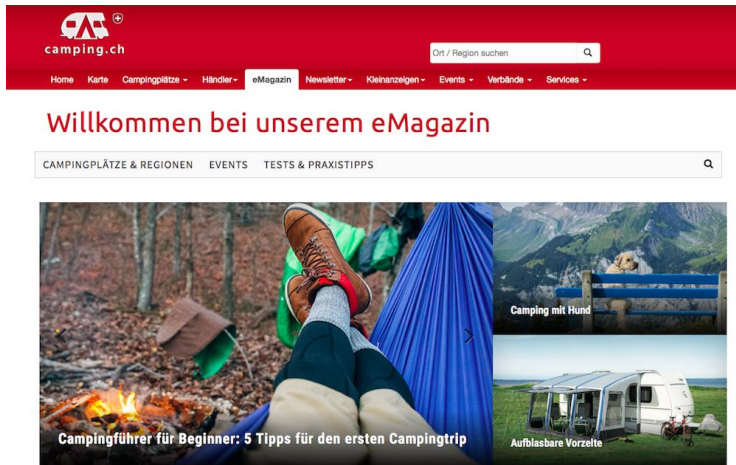 camping.ch
Ort / Region suchen
Home Karte Campingplätze Händler eMagazin Newsletter Kleinanzeigen Events Verbände Services
Willkommen bei unserem eMagazin
CAMPINGPLÄTZE & REGIONEN EVENTS TESTS & PRAXISTIPPS
Camping mit Hund
Campingführer für Beginner: 5 Tipps für den ersten Campingtrip
Aufblasbare Vorzelte